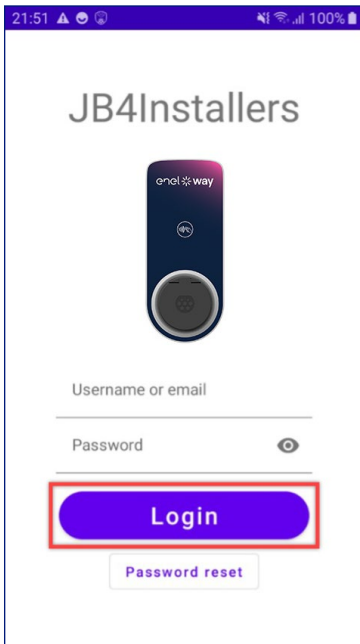 21:51 100%
JB4Installers
enel way
Username or email
Password
Login
Password reset